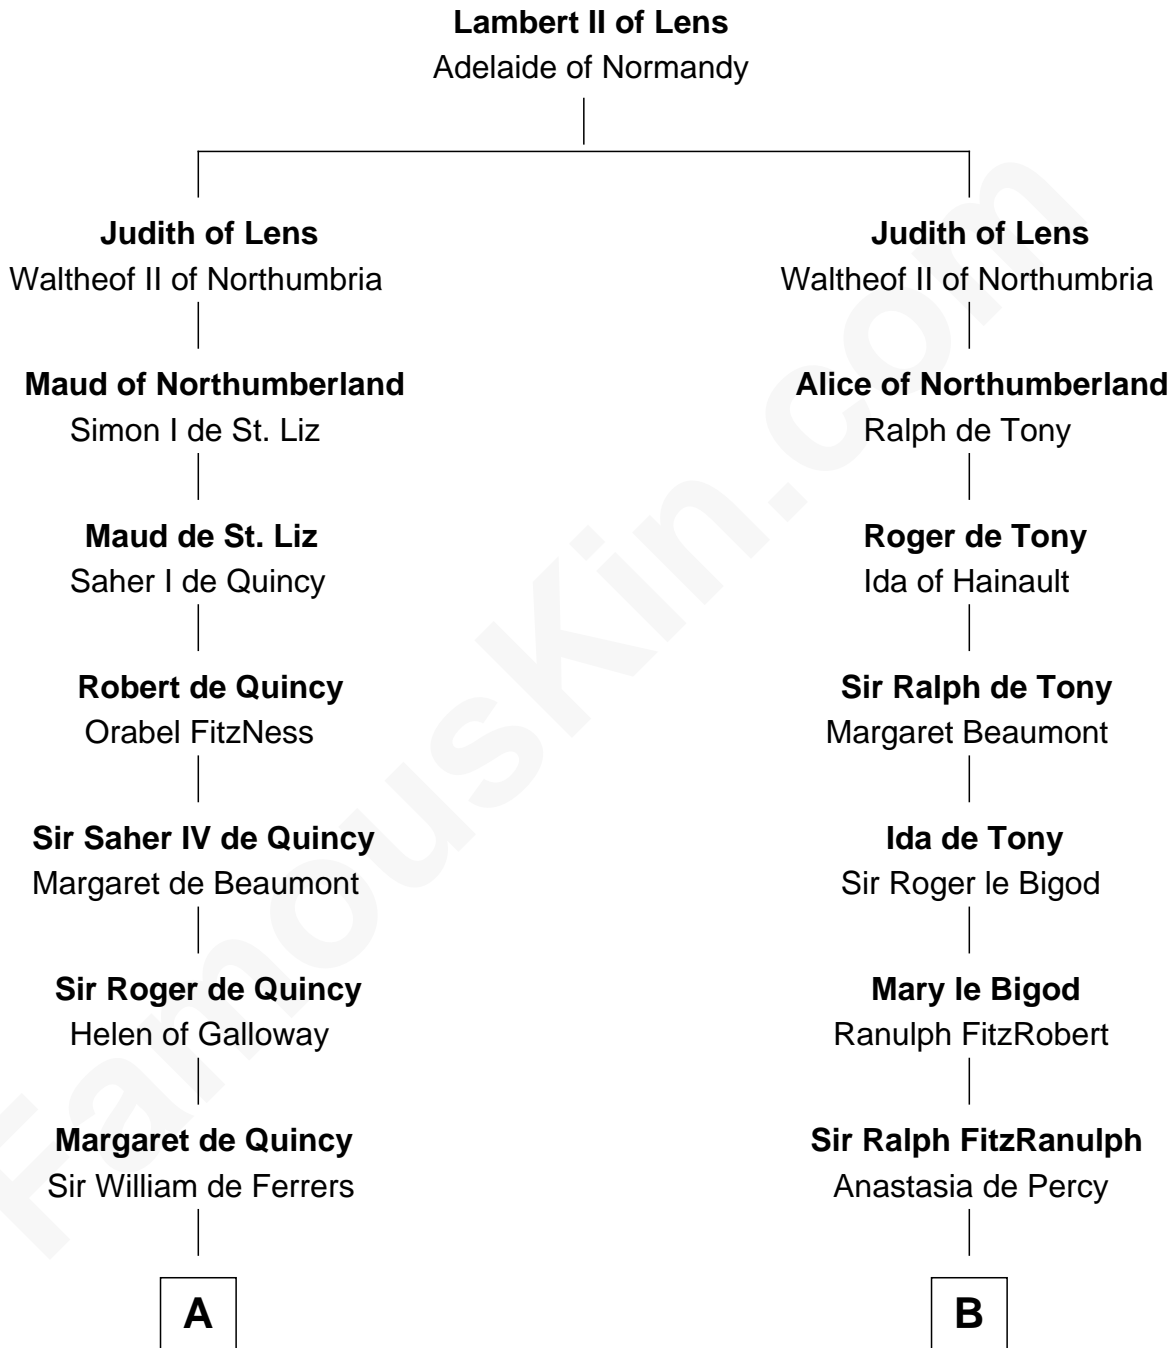 Lambert II of Lens
Adelaide of Normandy
Judith of Lens
Waltheof II of Northumbria
Maud of Northumberland
Simon I de St. Liz
Maud de St. Liz
Saher I de Quincy
Robert de Quincy
Orabel FitzNess
Sir Saher IV de Quincy
Margaret de Beaumont
Sir Roger de Quincy
Helen of Galloway
Margaret de Quincy
Sir William de Ferrers
A
Judith of Lens
Waltheof II of Northumbria
Alice of Northumberland
Ralph de Tony
Roger de Tony
Ida of Hainault
Sir Ralph de Tony
Margaret Beaumont
Ida de Tony
Sir Roger le Bigod
Mary le Bigod
Ranulph FitzRobert
Sir Ralph FitzRanulph
Anastasia de Percy
B
FamousKin.com